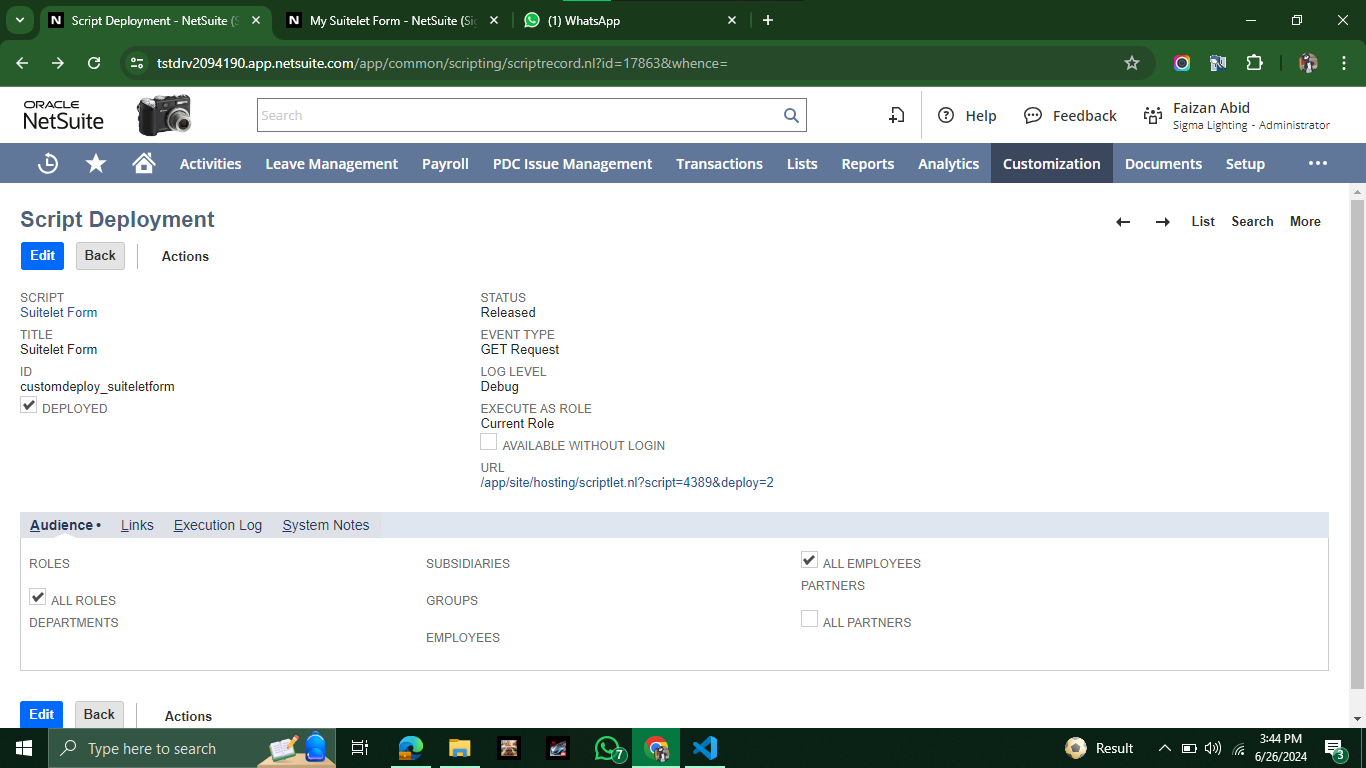 Script Deployment - NetSuite (S
My Suitelet Form - NetSuite (Sic
(1) WhatsApp
tstdrv2094190.app.netsuite.com/app/common/scripting/scriptrecord.nl?id=17863&whence=
ORACLE
NetSuite
Search
Help
Feedback
Faizan Abid
Sigma Lighting - Administrator
Activities
Leave Management
Payroll
PDC Issue Management
Transactions
Lists
Reports
Analytics
Customization
Documents
Setup
Script Deployment
List
Search
More
Edit
Back
Actions
SCRIPT
Suitelet Form
TITLE
Suitelet Form
ID
customdeploy_suiteletform
DEPLOYED
STATUS
Released
EVENT TYPE
GET Request
LOG LEVEL
Debug
EXECUTE AS ROLE
Current Role
AVAILABLE WITHOUT LOGIN
URL
/app/site/hosting/scriptlet.nl?script=4389&deploy=2
Audience •
Links
Execution Log
System Notes
ROLES
ALL ROLES
DEPARTMENTS
SUBSIDIARIES
GROUPS
EMPLOYEES
ALL EMPLOYEES
PARTNERS
ALL PARTNERS
Edit
Back
Actions
Type here to search
7
Result
3:44 PM
6/26/2024
3